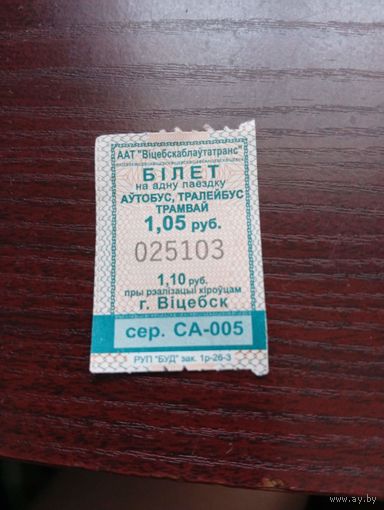 ААТ "Віцебскаблаўтатранс"
БІЛЕТ
на адну паездку
АЎТОБУС, ТРАЛЕЙБУС
ТРАМВАЙ
1,05 руб.
025103
1,10 руб.
пры рэалізацыі кіроўцам
г. Віцебск
сер. СА-005
РУП "БУД" зак. 1р-26-3
www.ay.by